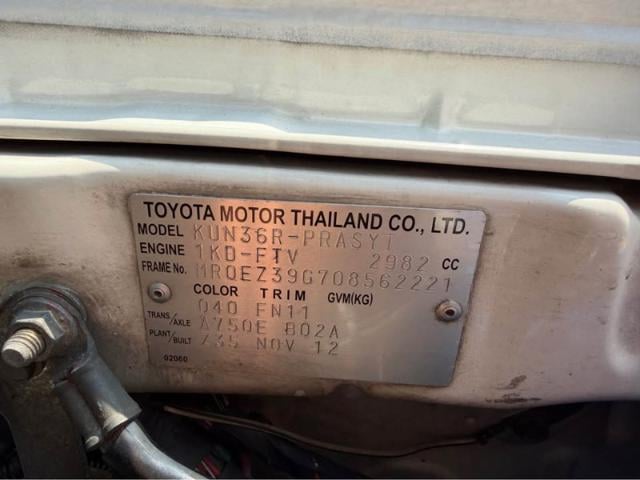 TOYOTA MOTOR THAILAND CO., LTD.
MODEL KUN36R-PRASYT
ENGINE 1KD-FTV 2982 CC
FRAME No. MR0EZ39G708562221
COLOR TRIM GVM(KG)
040 FN11
TRANS/AXLE A750E B02A
PLANT/BUILT Z35 NOV 12
02060